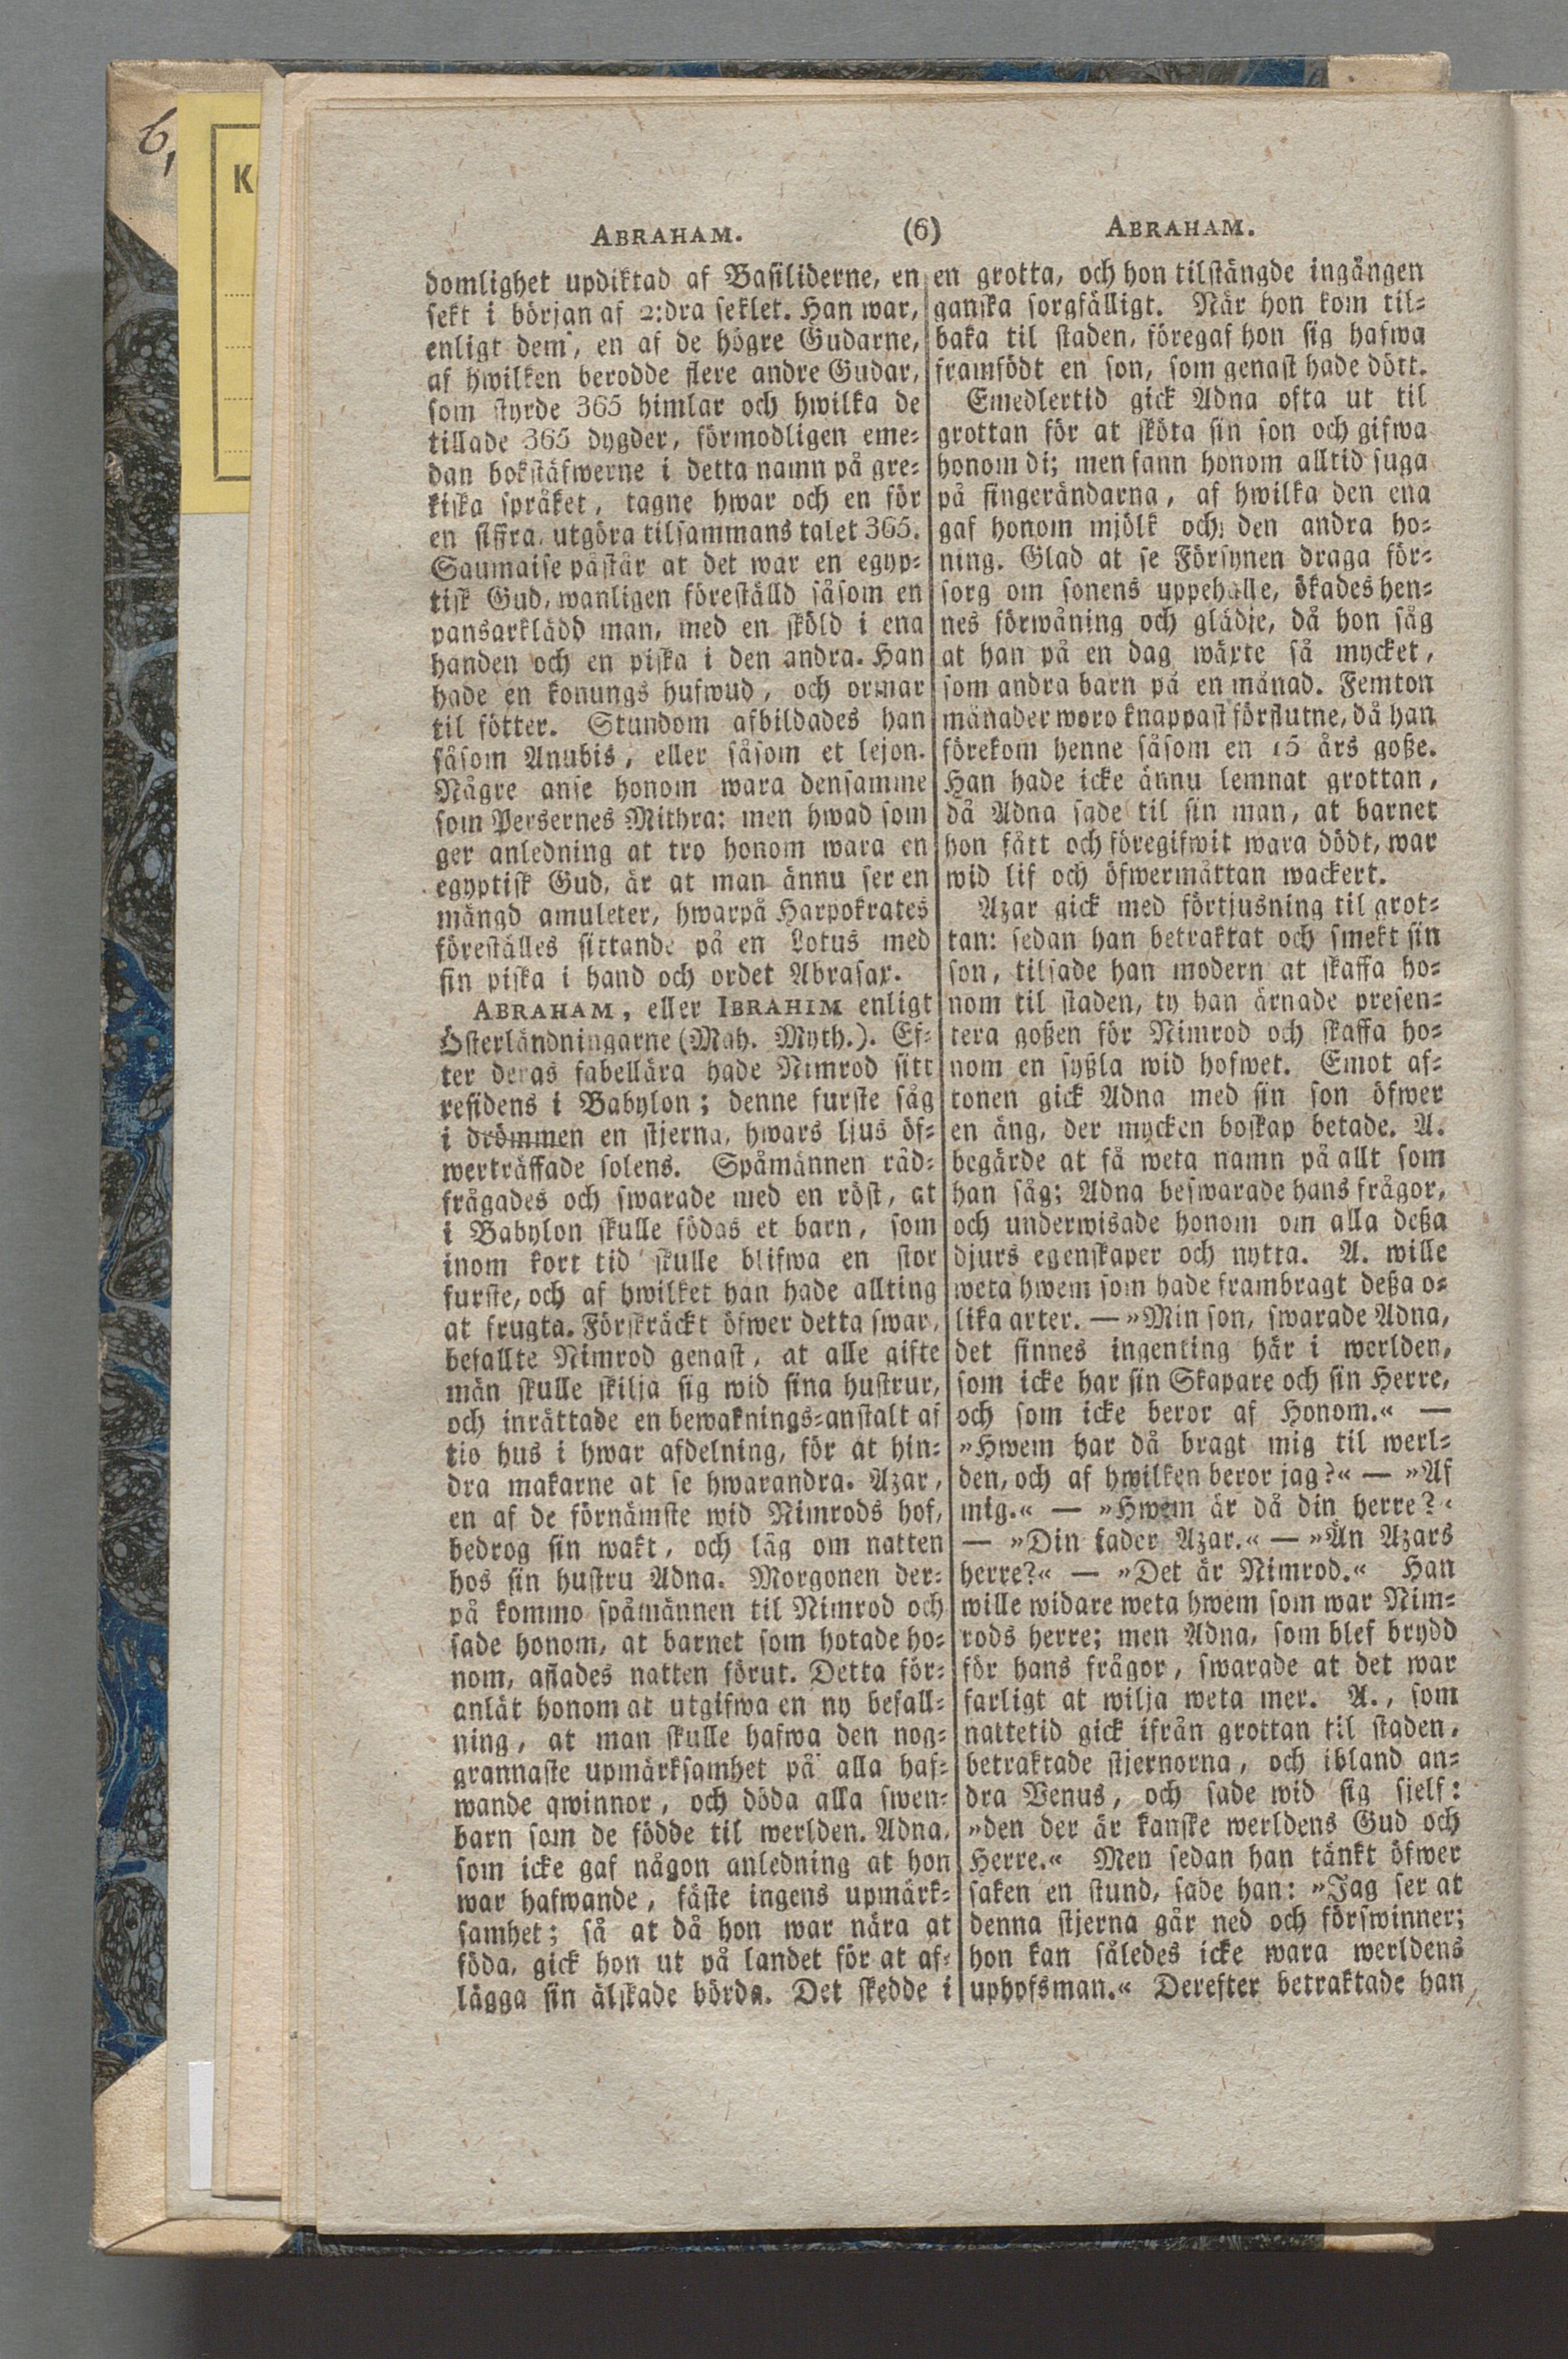 b,
K
ABRAHAM. (6) ABRAHAM.
domlighet updiktad af Basiliderne, en
sekt i början af 2:dra seklet. Han war,
enligt dem, en af de högre Gudarne,
af hwilken berodde flere andre Gudar,
som styrde 365 himlar och hwilka de
tillade 365 dygder, förmodligen eme-
dan bokstäfwerne i detta namn på gre-
kiska språket, tagne hwar och en för
en siffra, utgöra tilsammans talet 365.
Saumaise påstår at det war en egyp-
tisk Gud, wanligen föreställd såsom en
pansarklädd man, med en sköld i ena
handen och en piska i den andra. Han
hade en konungs hufwud, och ormar
til fötter. Stundom afbildades han
såsom Anubis, eller såsom et lejon.
Någre anse honom wara densamme
som Persernes Mithra: men hwad som
ger anledning at tro honom wara en
egyptisk Gud, är at man ännu ser en
mängd amuleter, hwarpå Harpokrates
föreställes sittande på en Lotus med
sin piska i hand och ordet Abrasax.
ABRAHAM, eller IBRAHIM enligt
Österländningarne (Mah. Myth.). Ef-
ter deras fabellära hade Nimrod sitt
residens i Babylon; denne furste såg
i drömmen en stjerna, hwars ljus öf-
werträffade solens. Spåmännen råd-
frågades och swarade med en röst, at
i Babylon skulle födas et barn, som
inom kort tid skulle blifwa en stor
furste, och af hwilket han hade allting
at frugta. Förskräckt öfwer detta swar,
befallte Nimrod genast, at alle gifte
män skulle skilja sig wid sina hustrur,
och inrättade en bewaknings-anstalt af
tio hus i hwar afdelning, för at hin-
dra makarne at se hwarandra. Azar,
en af de förnämste wid Nimrods hof,
bedrog sin wakt, och låg om natten
hos sin hustru Adna. Morgonen der-
på kommo spåmännen til Nimrod och
sade honom, at barnet som hotade ho-
nom, aflades natten förut. Detta för-
anlät honom at utgifwa en ny befall-
ning, at man skulle hafwa den nog-
grannaste upmärksamhet på alla haf-
wande qwinnor, och döda alla swen-
barn som de födde til werlden. Adna,
som icke gaf någon anledning at hon
war hafwande, fäste ingens upmärk-
samhet; så at då hon war nära at
föda, gick hon ut på landet för at af-
lägga sin älskade börda. Det skedde i
en grotta, och hon tilstängde ingången
ganska sorgfälligt. När hon kom til-
baka til staden, föregaf hon sig hafwa
framfödt en son, som genast hade dött.
Emedlertid gick Adna ofta ut til
grottan för at sköta sin son och gifwa
honom di; men fann honom alltid suga
på fingerändarna, af hwilka den ena
gaf honom mjölk och den andra ho-
ning. Glad at se Försynen draga för-
sorg om sonens uppehälle, ökades hen-
nes förwåning och glädje, då hon såg
at han på en dag wäxte så mycket,
som andra barn på en månad. Femton
månader woro knappast förflutne, då han
förekom henne såsom en 15 års goße.
Han hade icke ännu lemnat grottan,
då Adna sade til sin man, at barnet
hon fått och föregifwit wara dödt, war
wid lif och öfwermåttan wackert.
Azar gick med förtjusning til grot-
tan: sedan han betraktat och smekt sin
son, tilsade han modern at skaffa ho-
nom til staden, ty han ärnade presen-
tera goßen för Nimrod och skaffa ho-
nom en syßla wid hofwet. Emot af-
tonen gick Adna med sin son öfwer
en äng, der mycken boskap betade. A.
begärde at få weta namn på allt som
han såg; Adna beswarade hans frågor,
och underwisade honom om alla deßa
djurs egenskaper och nytta. A. wille
weta hwem som hade frambragt deßa o-
lika arter. — »Min son, swarade Adna,
det finnes ingenting här i werlden,
som icke har sin Skapare och sin Herre,
och som icke beror af Honom.« —
»Hwem har då bragt mig til werl-
den, och af hwilken beror jag?« — »Af
mig.« — »Hwem är då din herre?«
— »Din fader Azar.« — »Än Azars
herre?« — »Det är Nimrod.« Han
wille widare weta hwem som war Nim-
rods herre; men Adna, som blef brydd
för hans frågor, swarade at det war
farligt at wilja weta mer. A., som
nattetid gick ifrån grottan til staden,
betraktade stjernorna, och ibland an-
dra Venus, och sade wid sig sjelf:
»den der är kanske werldens Gud och
Herre.« Men sedan han tänkt öfwer
saken en stund, sade han: »Jag ser at
denna stjerna går ned och förswinner;
hon kan således icke wara werldens
uphofsman.« Derefter betraktade han